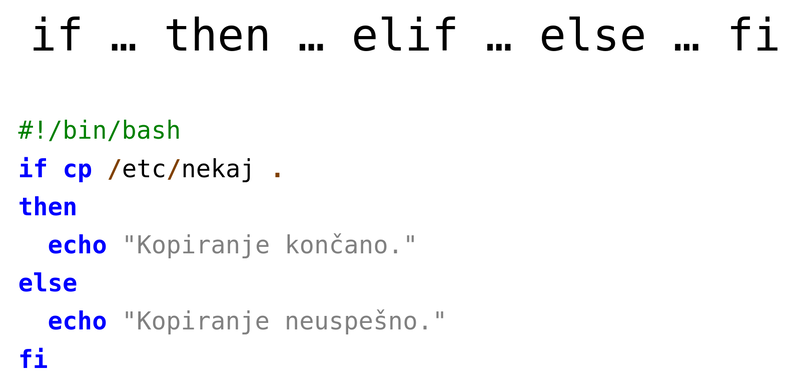 if … then … elif … else … fi
#!/bin/bash
if cp /etc/nekaj .
then
  echo "Kopiranje končano."
else
  echo "Kopiranje neuspešno."
fi